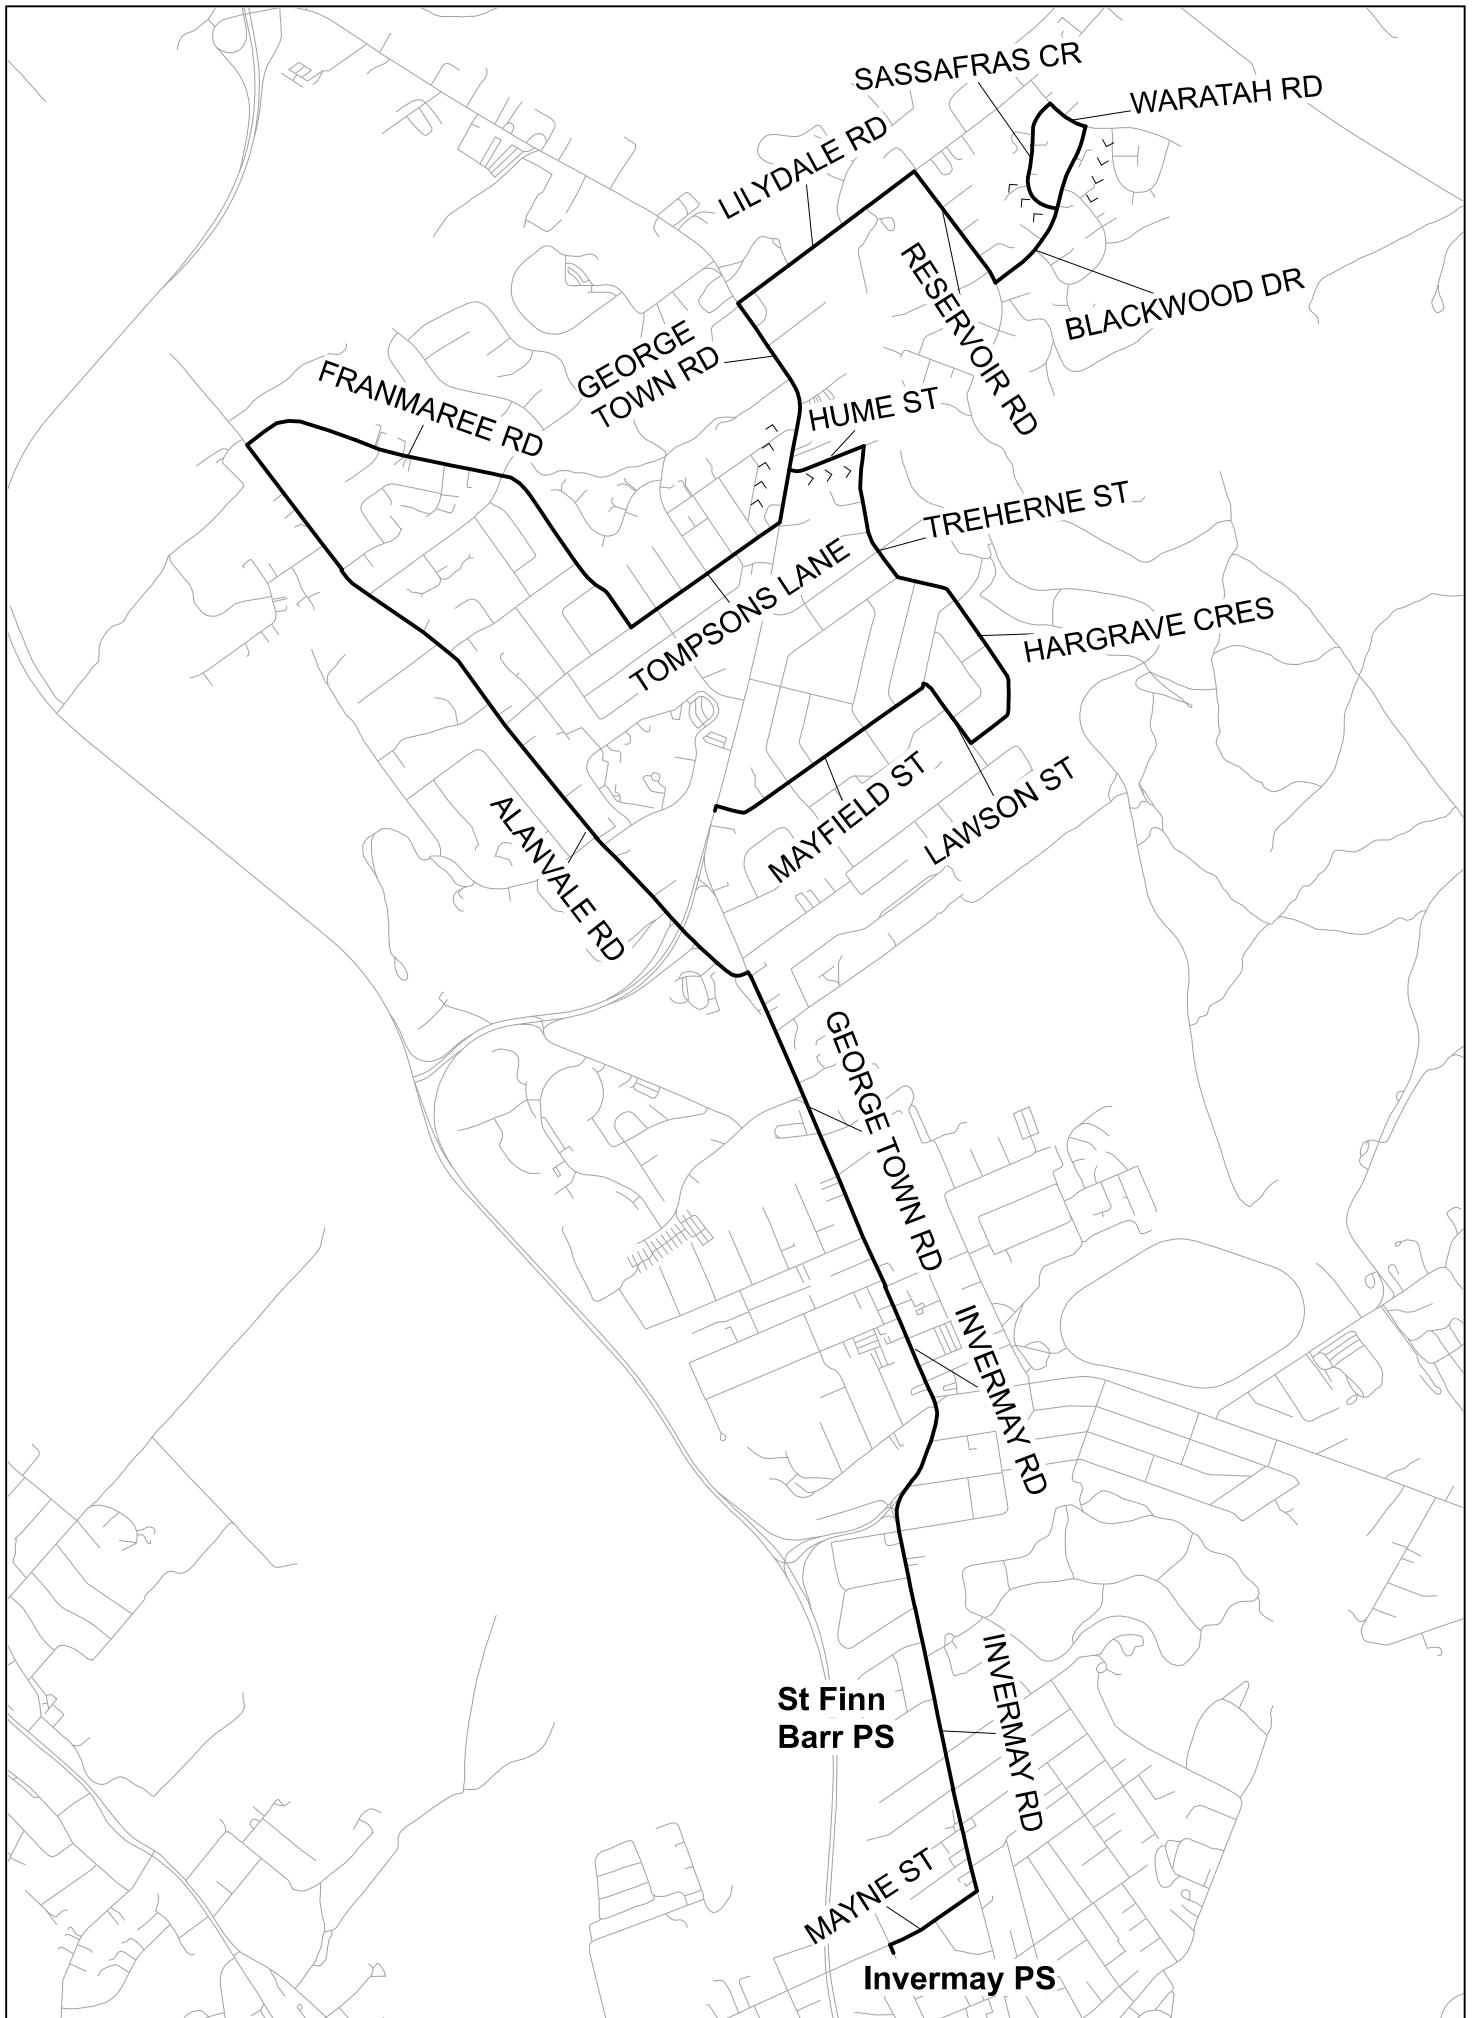 SASSAFRAS CR
WARATAH RD
LILYDALE RD
RESERVOIR RD
BLACKWOOD DR
GEORGE
TOWN RD
FRANMAREE RD
HUME ST
TREHERNE ST
TOMPSONS LANE
HARGRAVE CRES
MAYFIELD ST
LAWSON ST
ALANVALE RD
GEORGE TOWN RD
INVERMAY RD
INVERMAY RD
St Finn
Barr PS
MAYNE ST
Invermay PS